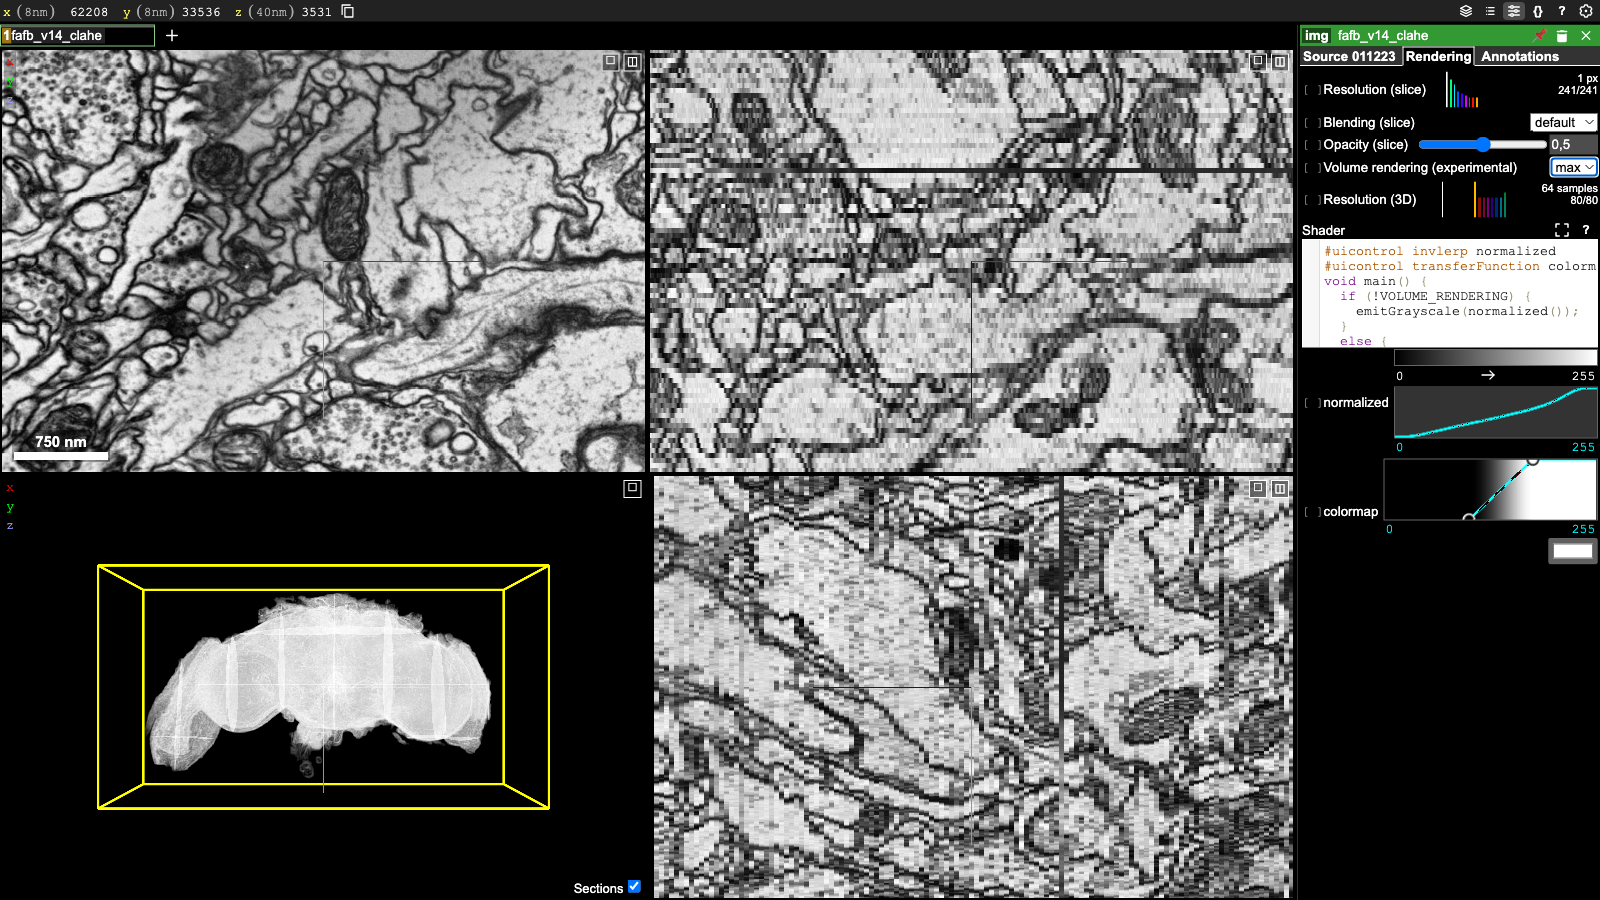 x (8nm) 62208 y (8nm) 33536 z (40nm) 3531
1 fafb_v14_clahe +
x
y
z
750 nm
x
y
z
Sections
img fafb_v14_clahe
Source 011223 Rendering Annotations
[ ] Resolution (slice) 1 px
241/241
[ ] Blending (slice) default
[ ] Opacity (slice) 0,5
[ ] Volume rendering (experimental) max
[ ] Resolution (3D) 64 samples
80/80
Shader ?
#uicontrol invlerp normalized
#uicontrol transferFunction colorm
void main() {
if (!VOLUME_RENDERING) {
emitGrayscale(normalized());
}
else {
0 → 255
[ ] normalized
0 255
[ ] colormap
0 255